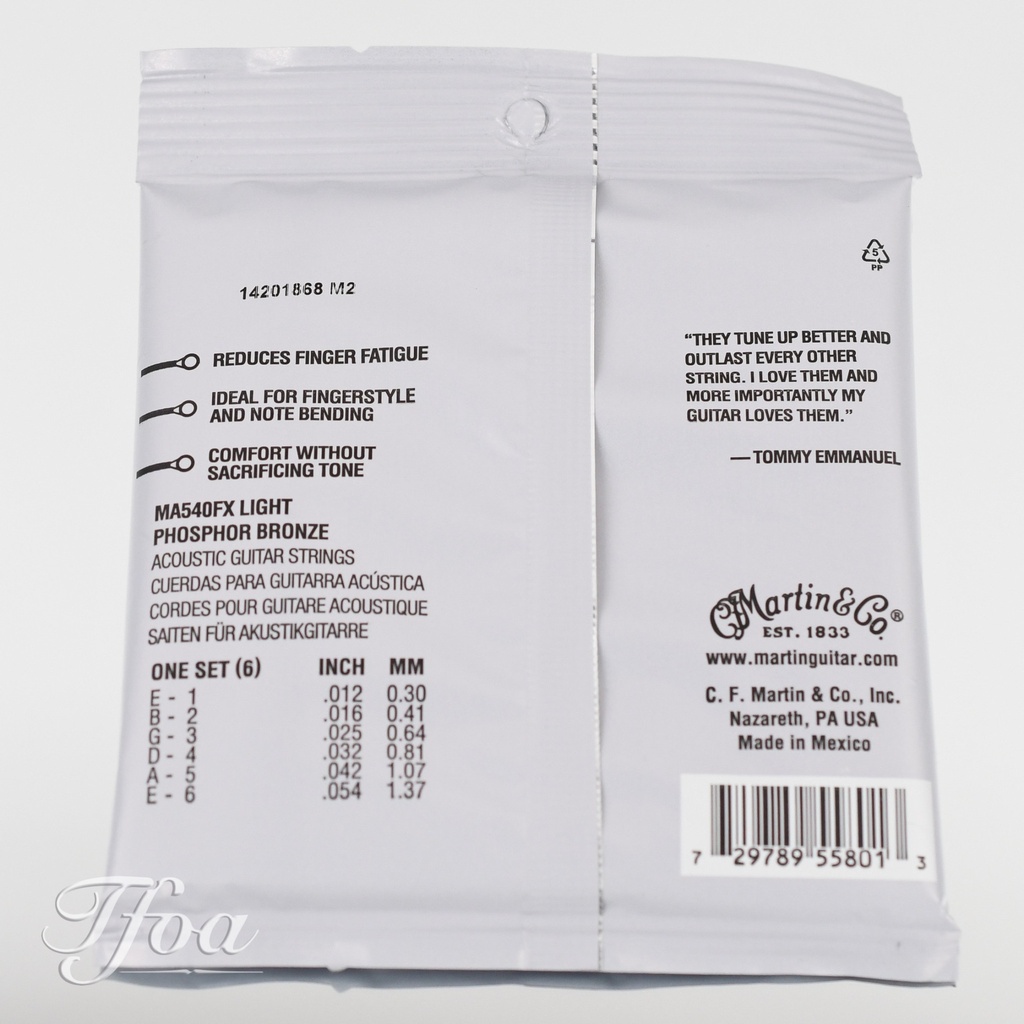 14201868 M2
REDUCES FINGER FATIGUE
IDEAL FOR FINGERSTYLE
AND NOTE BENDING
COMFORT WITHOUT
SACRIFICING TONE
MA540FX LIGHT
PHOSPHOR BRONZE
ACOUSTIC GUITAR STRINGS
CUERDAS PARA GUITARRA ACÚSTICA
CORDES POUR GUITARE ACOUSTIQUE
SAITEN FÜR AKUSTIKGITARRE
ONE SET (6) INCH MM
E - 1 .012 0.30
B - 2 .016 0.41
G - 3 .025 0.64
D - 4 .032 0.81
A - 5 .042 1.07
E - 6 .054 1.37
5
PP
“THEY TUNE UP BETTER AND
OUTLAST EVERY OTHER
STRING. I LOVE THEM AND
MORE IMPORTANTLY MY
GUITAR LOVES THEM.”
—TOMMY EMMANUEL
CF Martin & Co.®
EST. 1833
www.martinguitar.com
C. F. Martin & Co., Inc.
Nazareth, PA USA
Made in Mexico
7 29789 55801 3
Tfoa